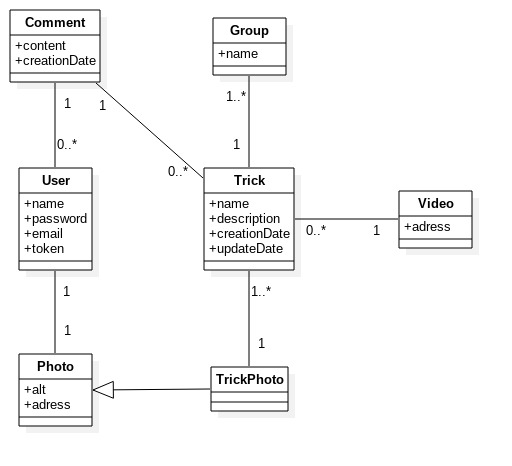 Comment
+content
+creationDate
Group
+name
1
1
1..*
1
0..*
0..*
User
+name
+password
+email
+token
Trick
+name
+description
+creationDate
+updateDate
Video
+adress
0..*
1
1
1..*
1
1
Photo
+alt
+adress
TrickPhoto